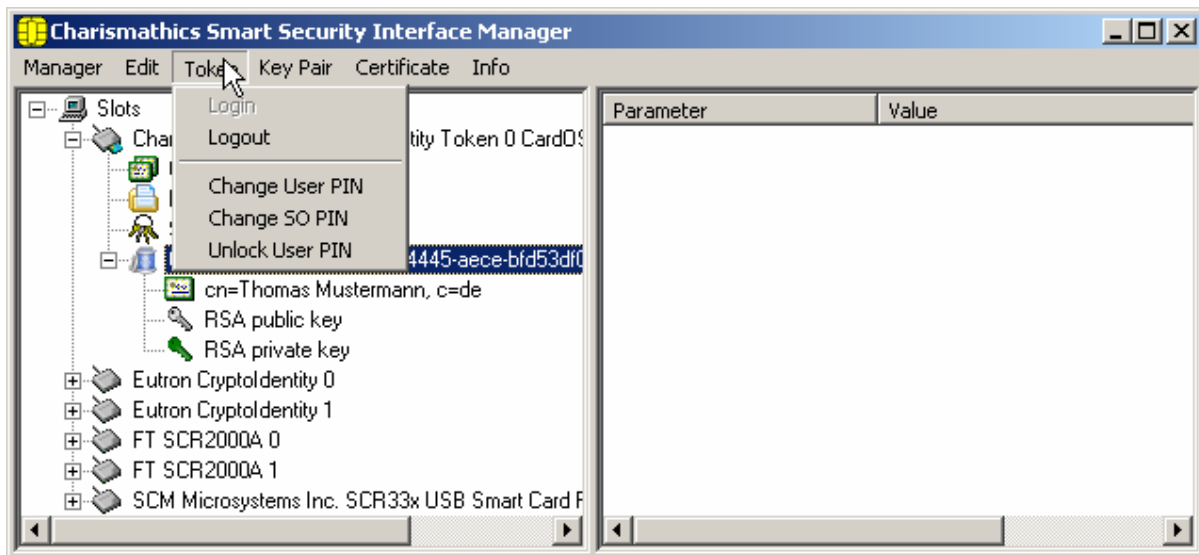 Charismathics Smart Security Interface Manager
Manager Edit Token Key Pair Certificate Info
Login
Logout
Change User PIN
Change SO PIN
Unlock User PIN
Slots
tity Token 0 CardOS
4445-aece-bfd53df0
cn=Thomas Mustermann, c=de
RSA public key
RSA private key
Eutron CryptoIdentity 0
Eutron CryptoIdentity 1
FT SCR2000A 0
FT SCR2000A 1
SCM Microsystems Inc. SCR33x USB Smart Card
Parameter Value